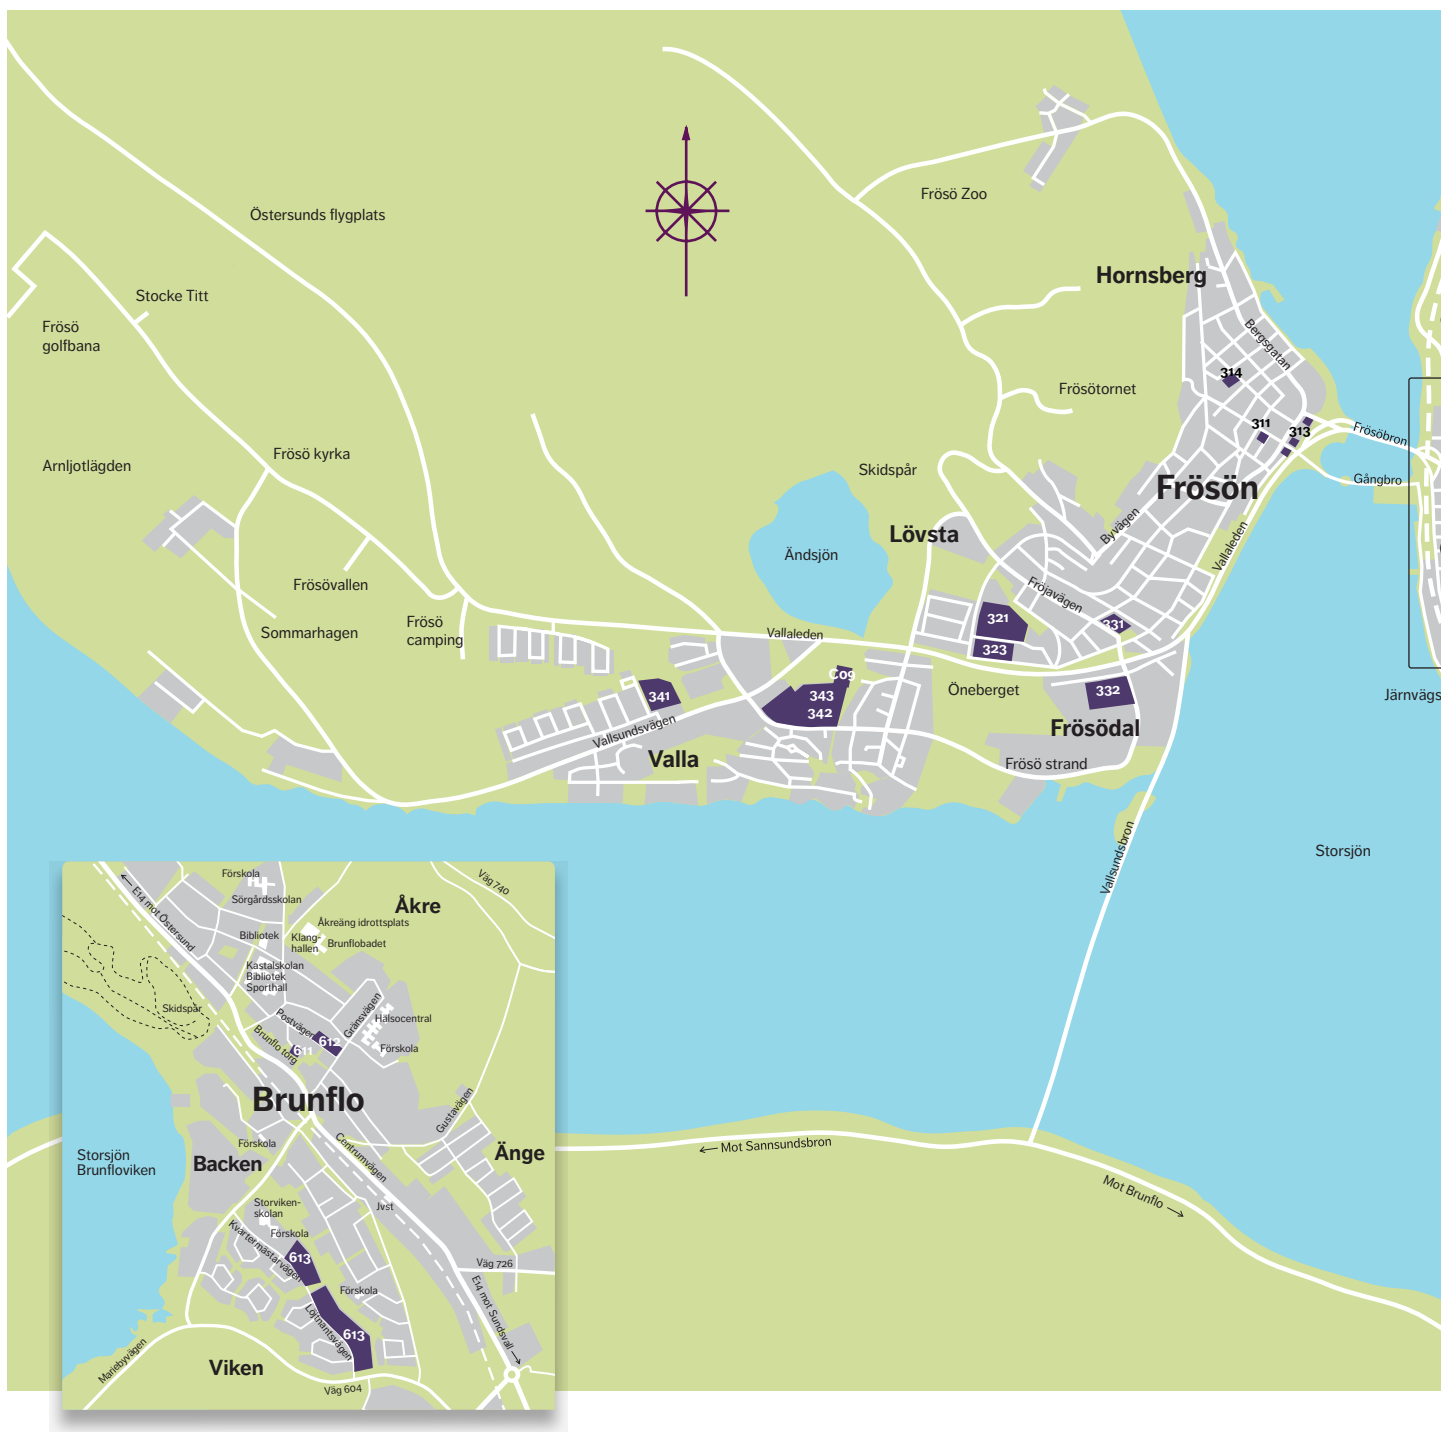 Frösö Zoo
Östersunds flygplats
Hornsberg
Stocke Titt
Frösö
golfbana
Bergsgatan
314
Frösötornet
311
313
Frösöbron
Frösö kyrka
Arnljotlägden
Skidspår
Gångbro
Frösön
Lövsta
Byvägen
Vallaleden
Ändsjön
Frösövallen
Fröjavägen
Sommarhagen
Frösö
camping
321
331
Vallaleden
323
C09
341
343
342
Öneberget
332
Järnvägs
Vallsundsvägen
Frösödal
Valla
Frösö strand
Vallsundsbron
Storsjön
Förskola
Väg 740
E14 mot Östersund
Sörgårdsskolan
Åkre
Åkreäng idrottsplats
Bibliotek
Klang-
hallen
Brunflobadet
Kastalskolan
Bibliotek
Sporthall
Skidspår
Postvägen
Gränsvägen
Hälsocentral
Brunflo torg
611
612
Förskola
Brunflo
Gustavägen
Förskola
Centrumvägen
Storsjön
Brunfloviken
Backen
Änge
← Mot Sannsundsbron
Mot Brunflo →
Storviken-
skolan
Jvst
Förskola
Kvartermästarvägen
613
Väg 726
Förskola
E14 mot Sundsvall
Löjtnantsvägen
613
Mariebyvägen
Viken
Väg 604